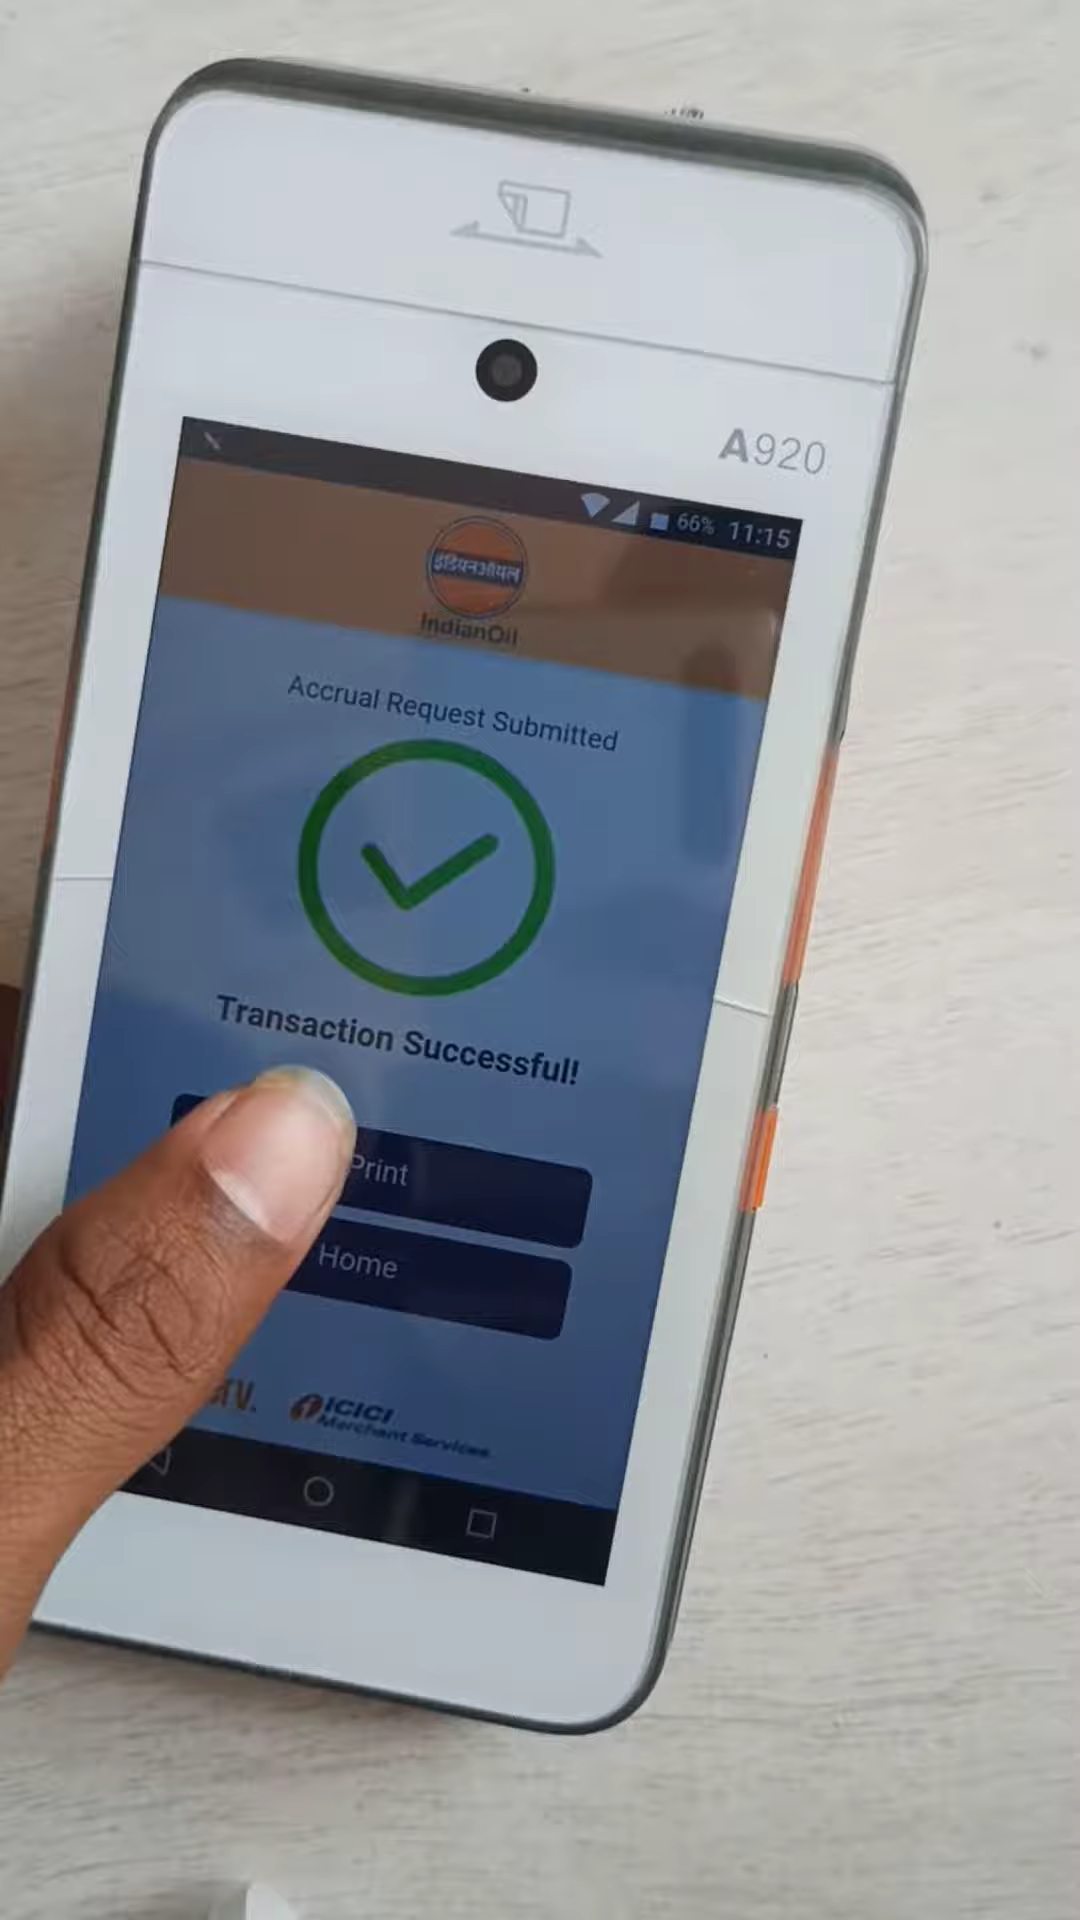 A920
66% 11:15
इंडियनऑयल
IndianOil
Accrual Request Submitted
Transaction Successful!
Print
Home
ICICI
Merchant Services